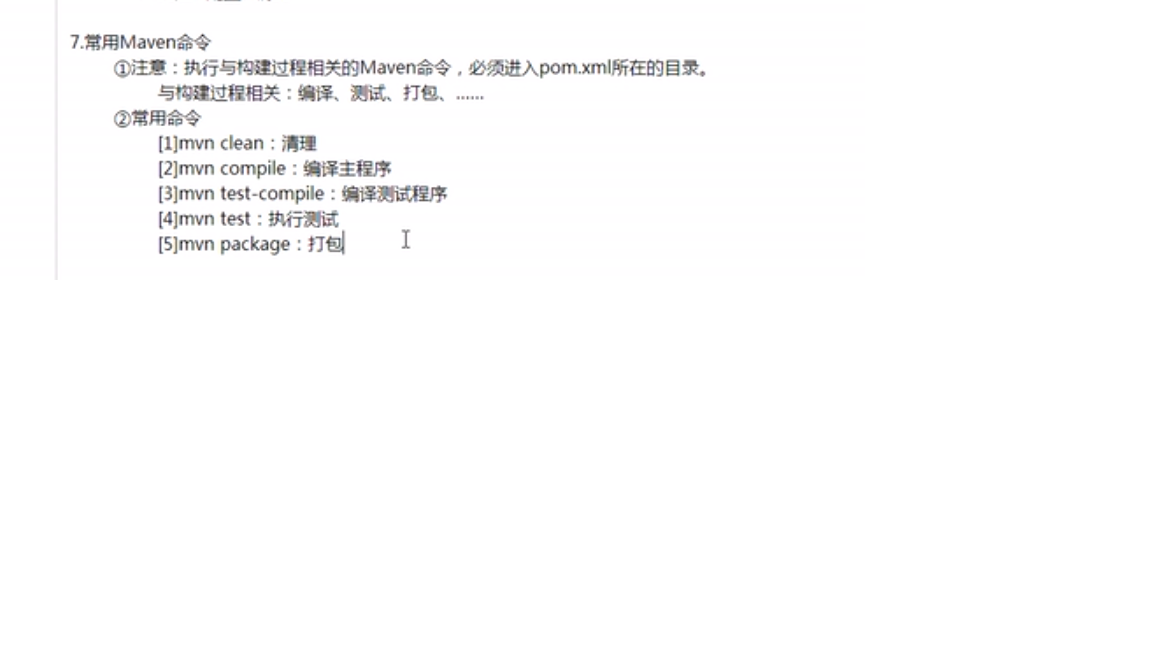 7.常用Maven命令
①注意：执行与构建过程相关的Maven命令，必须进入pom.xml所在的目录。
与构建过程相关：编译、测试、打包、......
②常用命令
[1]mvn clean：清理
[2]mvn compile：编译主程序
[3]mvn test-compile：编译测试程序
[4]mvn test：执行测试
[5]mvn package：打包